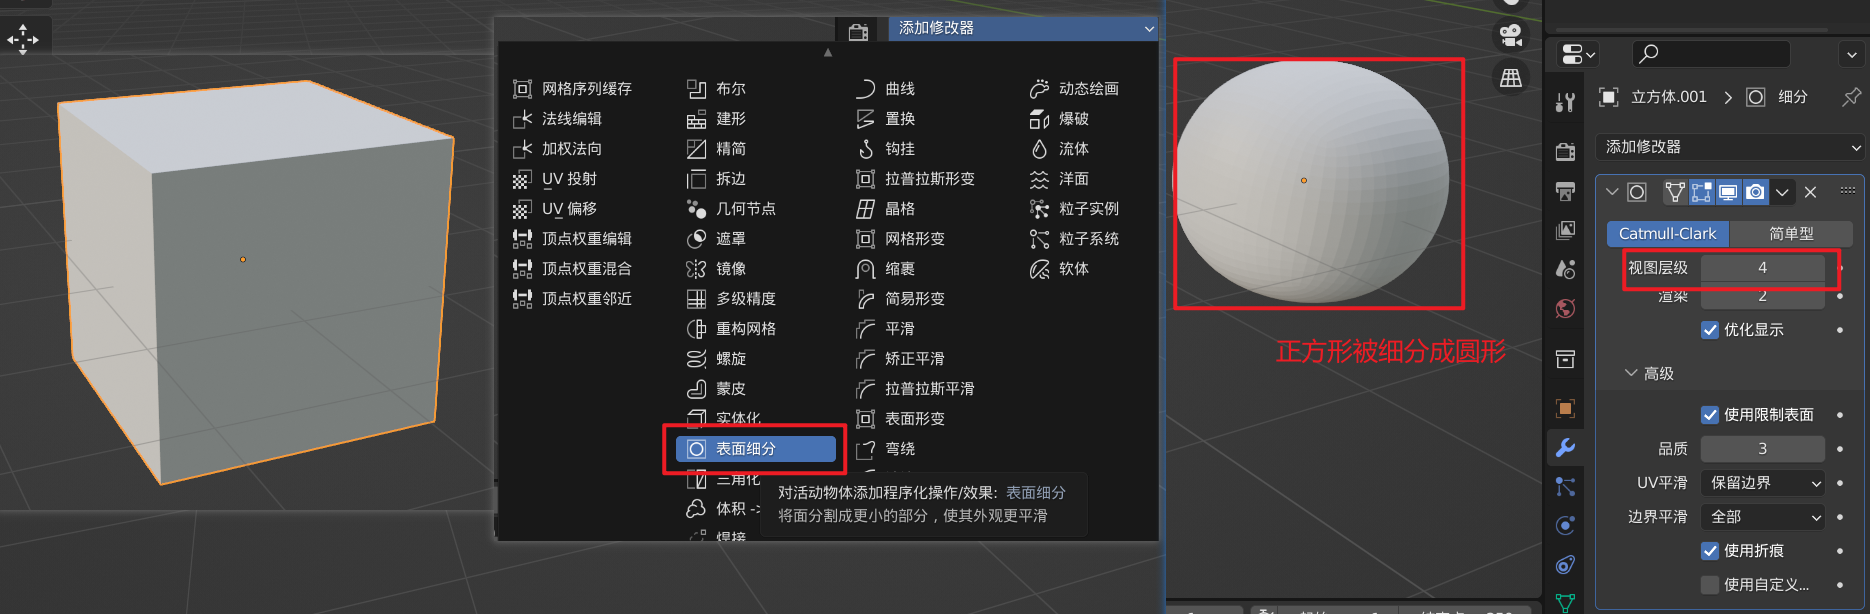 添加修改器
网格序列缓存
法线编辑
加权法向
UV 投射
UV 偏移
顶点权重编辑
顶点权重混合
顶点权重邻近
布尔
建形
精简
拆边
几何节点
遮罩
镜像
多级精度
重构网格
螺旋
蒙皮
实体化
表面细分
三角化
体积 ->
焊接
曲线
置换
钩挂
拉普拉斯形变
晶格
网格形变
缩裹
简易形变
平滑
矫正平滑
拉普拉斯平滑
表面形变
弯绕
动态绘画
爆破
流体
洋面
粒子实例
粒子系统
软体
对活动物体添加程序化操作/效果: 表面细分
将面分割成更小的部分，使其外观更平滑
正方形被细分成圆形
立方体.001 > 细分
添加修改器
Catmull-Clark 简单型
视图层级 4
渲染 2
优化显示
高级
使用限制表面
品质 3
UV平滑 保留边界
边界平滑 全部
使用折痕
使用自定义...